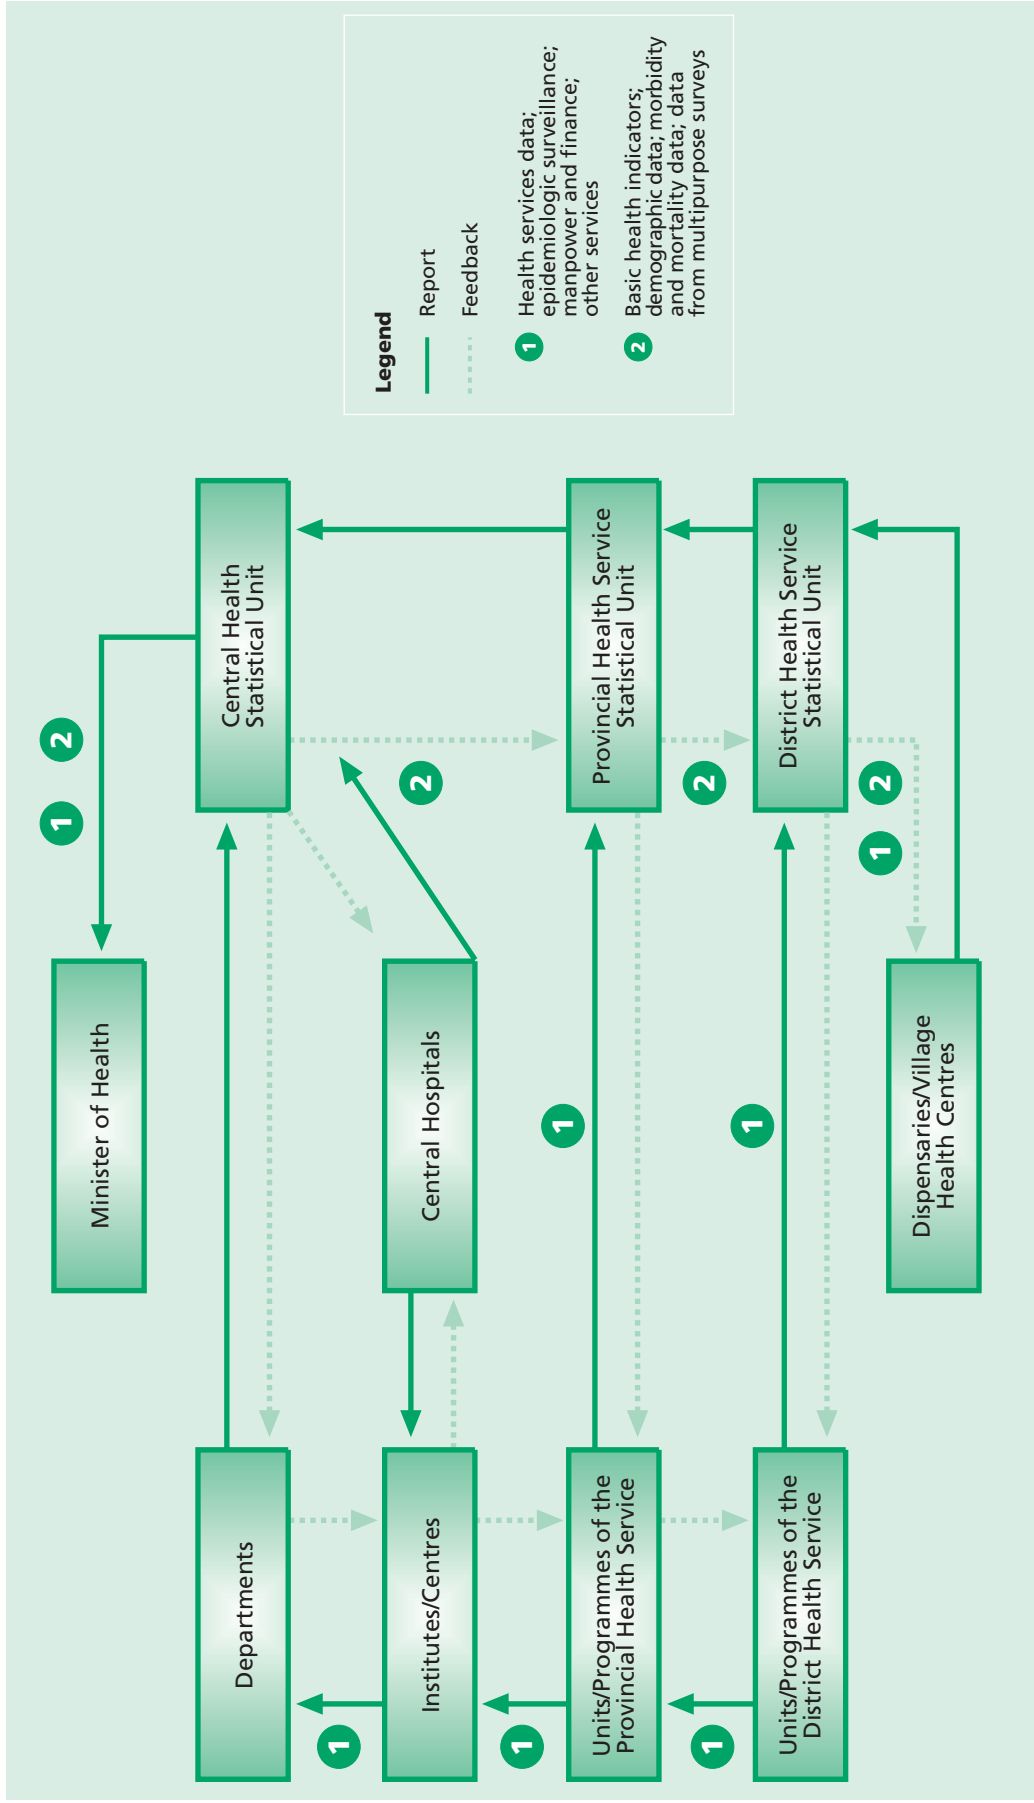 1 2
Minister of Health
Departments
Central Health
Statistical Unit
1
Institutes/Centres
Central Hospitals
2
1
1
Units/Programmes of the
Provincial Health Service
Provincial Health Service
Statistical Unit
1
2
1
Units/Programmes of the
District Health Service
District Health Service
Statistical Unit
1 2
Dispensaries/Village
Health Centres
Legend
Report
Feedback
1 Health services data;
epidemiologic surveillance;
manpower and finance;
other services
2 Basic health indicators;
demographic data; morbidity
and mortality data; data
from multipurpose surveys